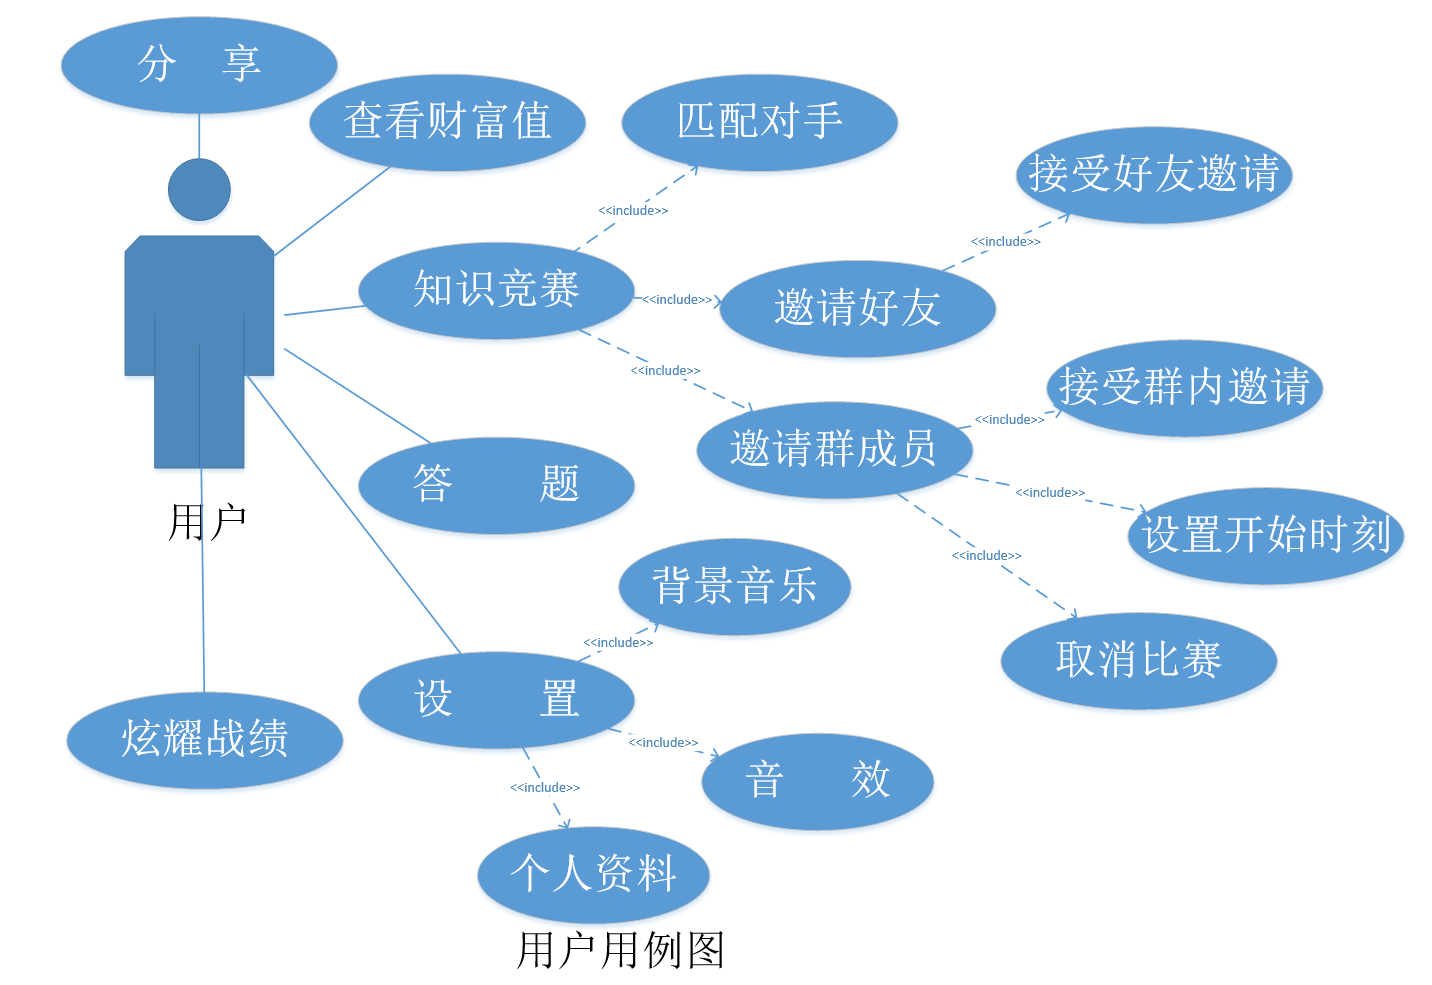 分 享
查看财富值
匹配对手
接受好友邀请
<<include>>
<<include>>
知识竞赛
<<include>>
邀请好友
<<include>>
接受群内邀请
<<include>>
邀请群成员
答 题
<<include>>
设置开始时刻
用户
<<include>>
背景音乐
<<include>>
取消比赛
设 置
炫耀战绩
<<include>>
音 效
<<include>>
个人资料
用户用例图